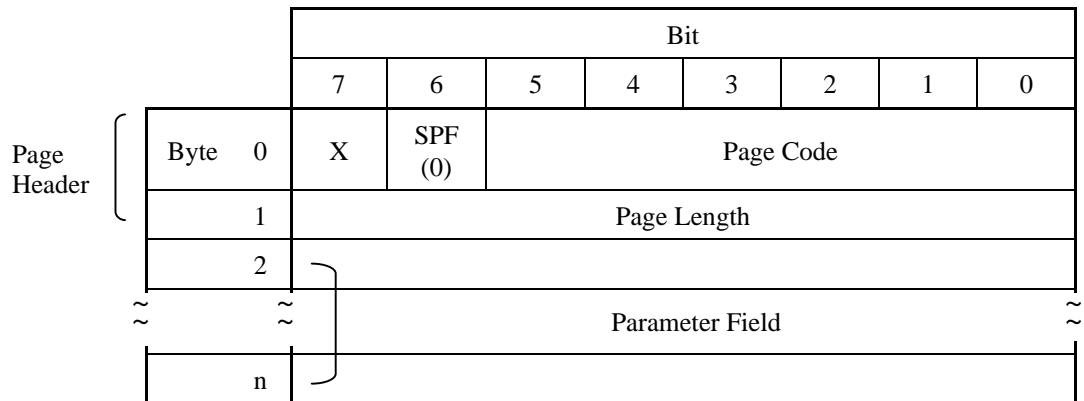 Bit
7 6 5 4 3 2 1 0
Page
Header
Byte 0 X SPF
(0) Page Code
1 Page Length
2
~ ~ ~
~ ~ Parameter Field ~
n